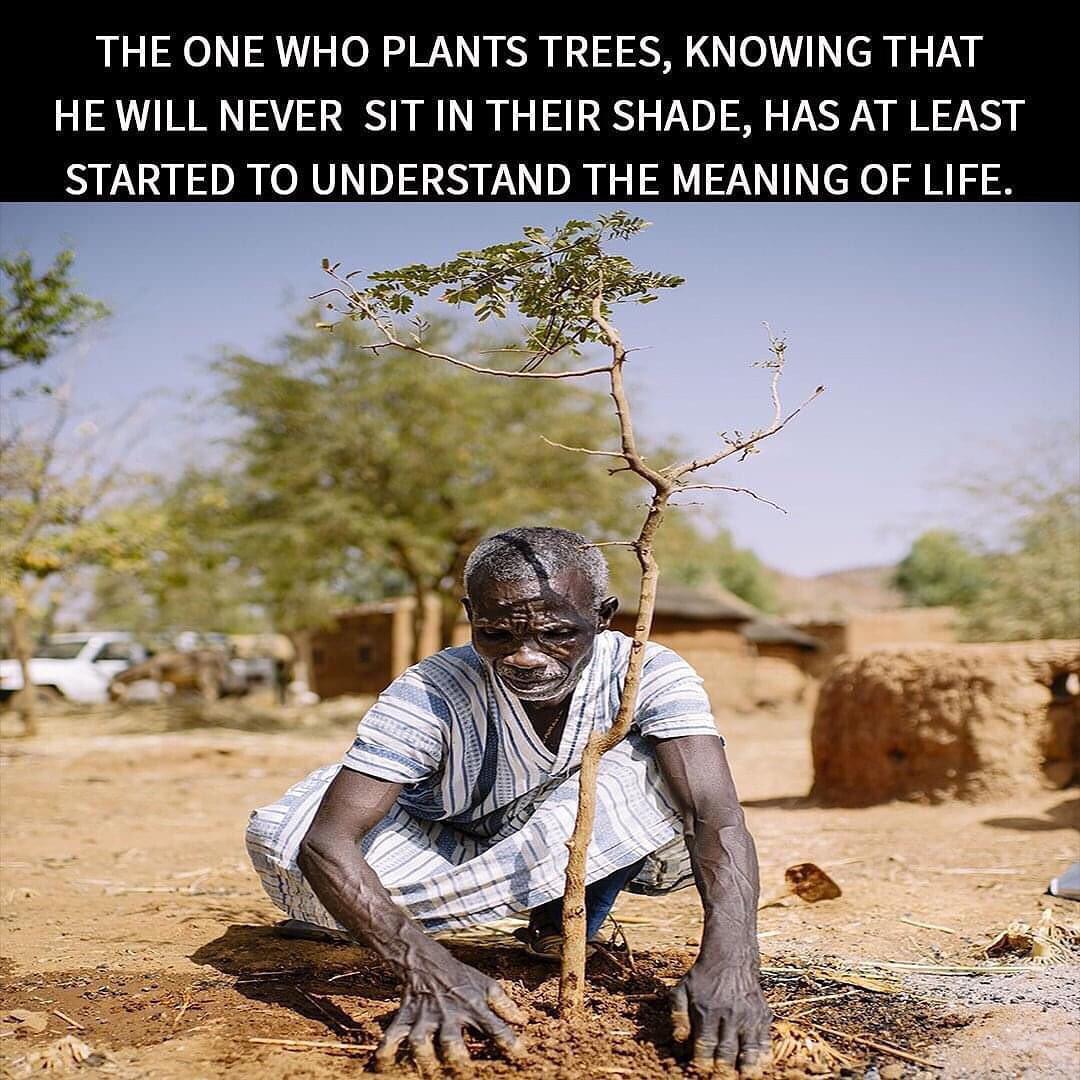 THE ONE WHO PLANTS TREES, KNOWING THAT
HE WILL NEVER SIT IN THEIR SHADE, HAS AT LEAST
STARTED TO UNDERSTAND THE MEANING OF LIFE.